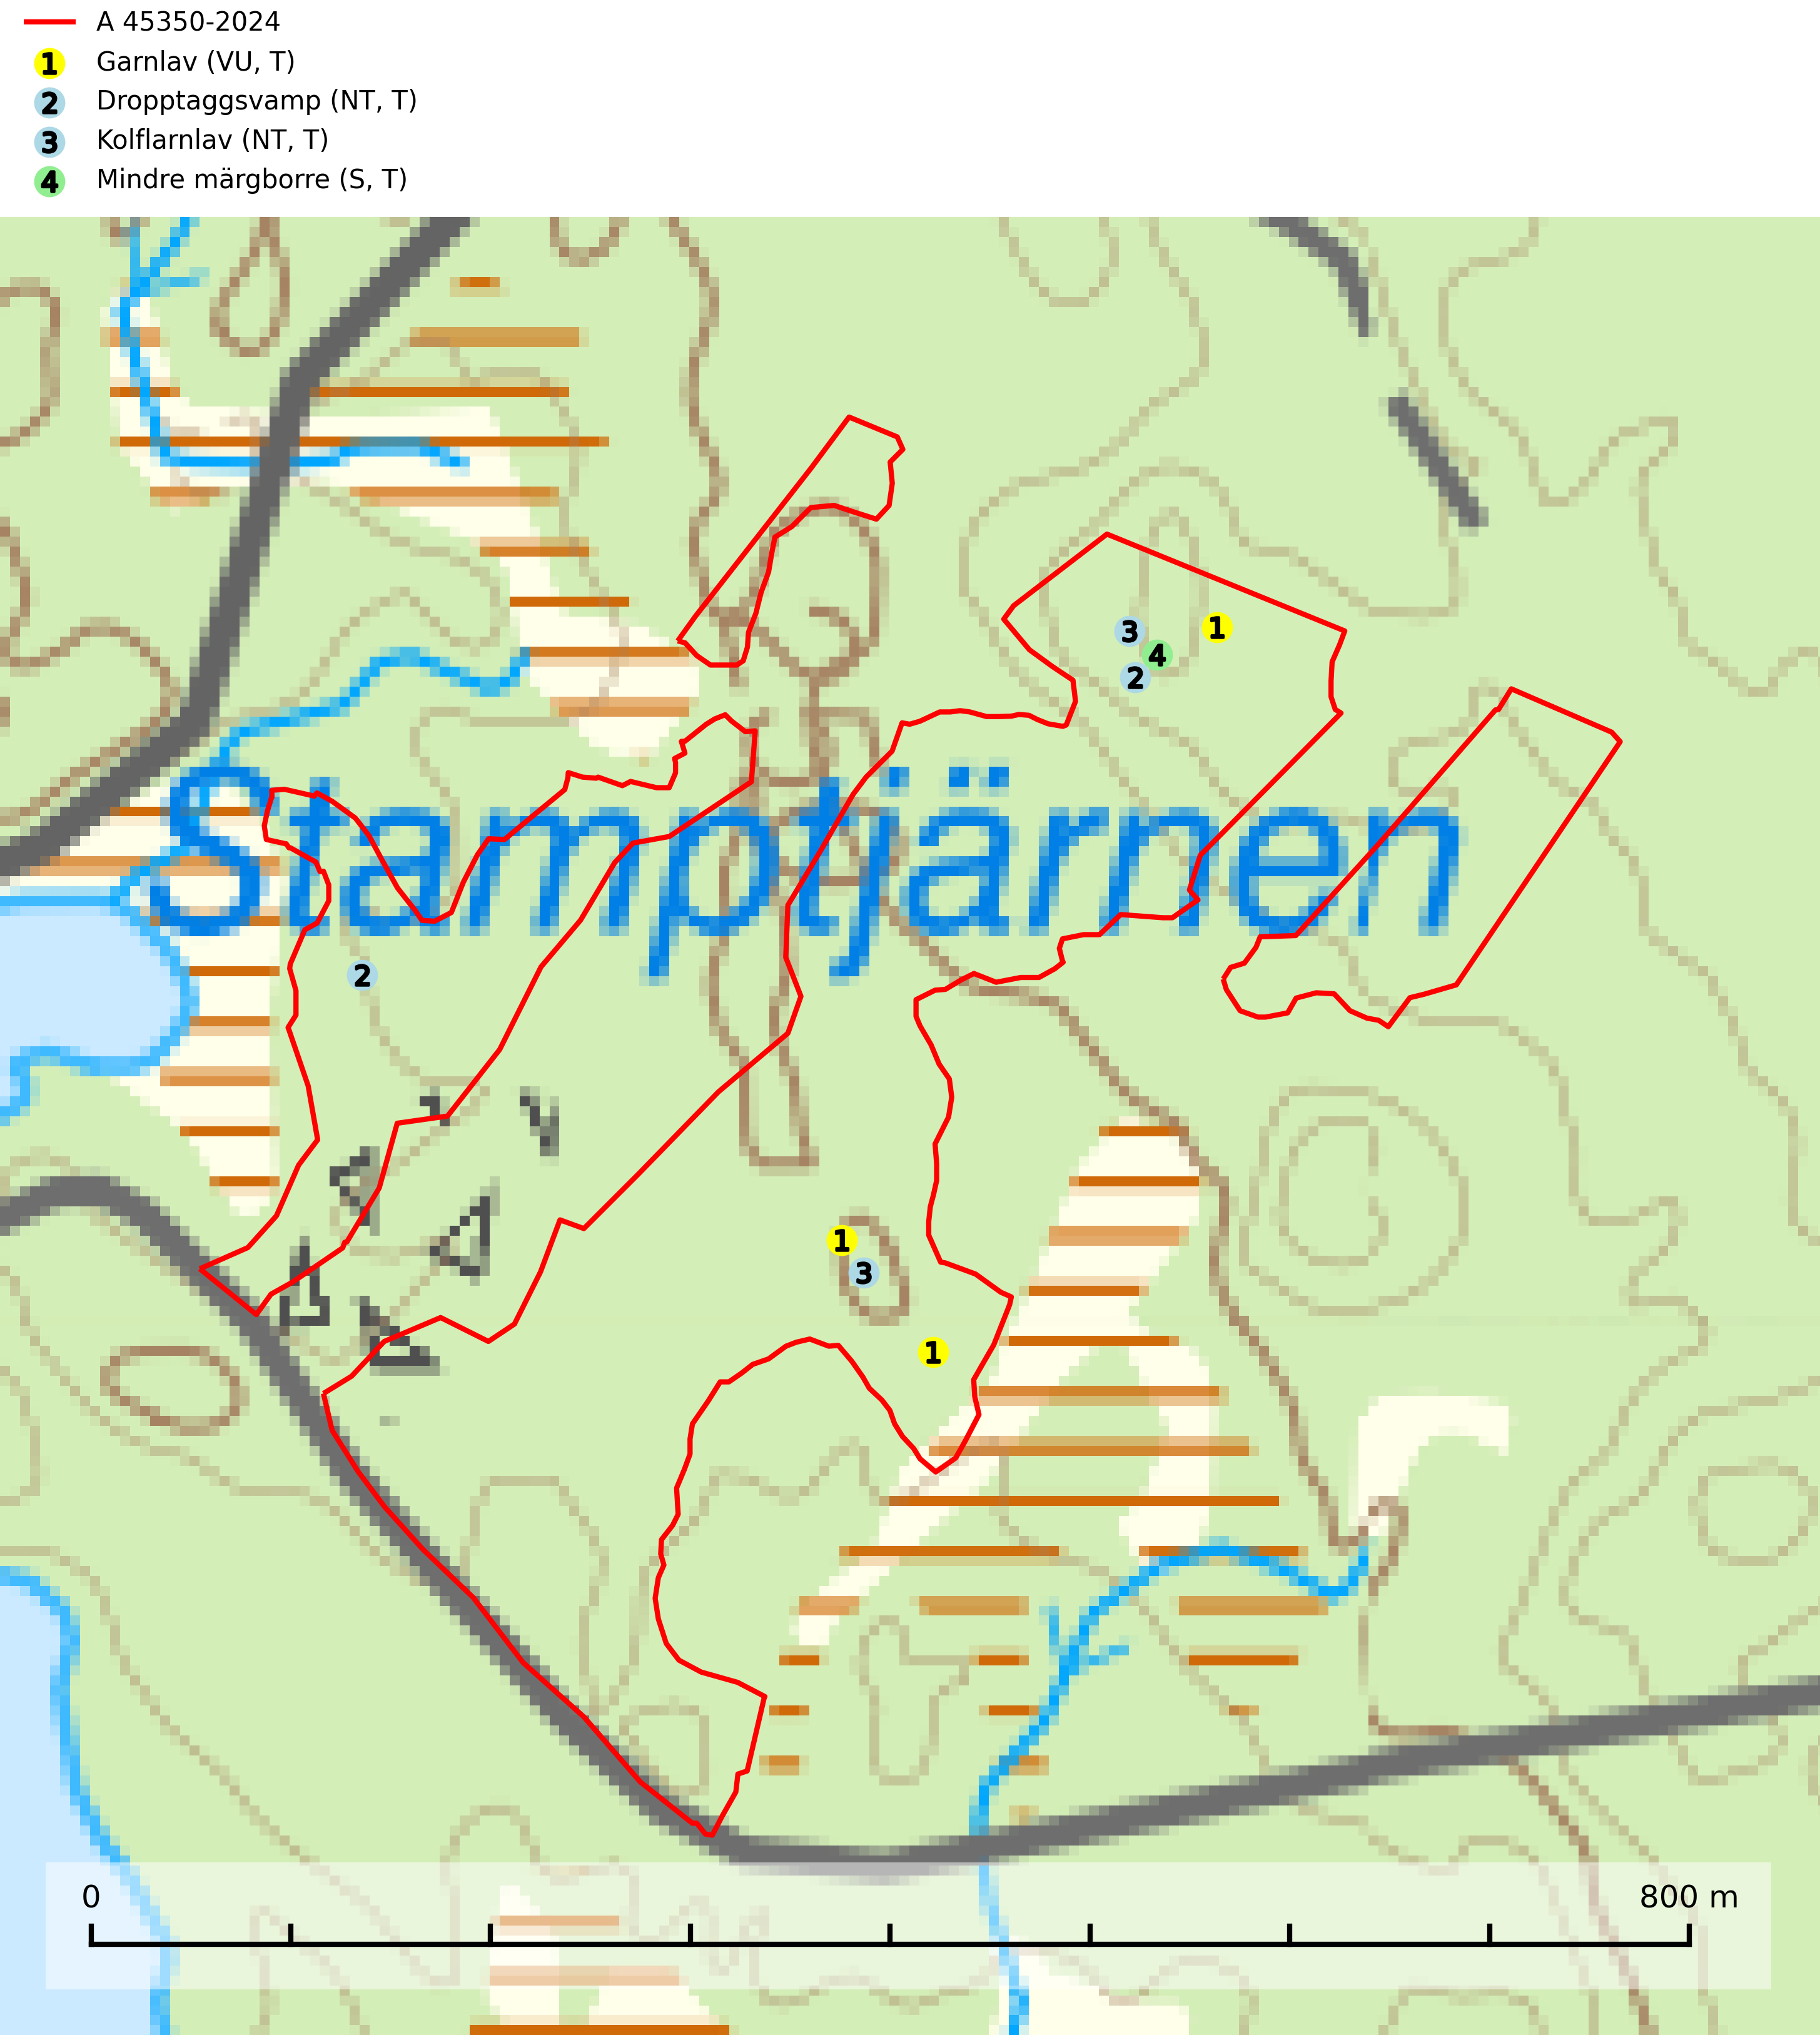 A 45350-2024
1 Garnlav (VU, T)
2 Dropptaggsvamp (NT, T)
3 Kolflarnlav (NT, T)
4 Mindre märgborre (S, T)
3 1
4
2
Stamptjärnen
2
1
3
1
0 800 m